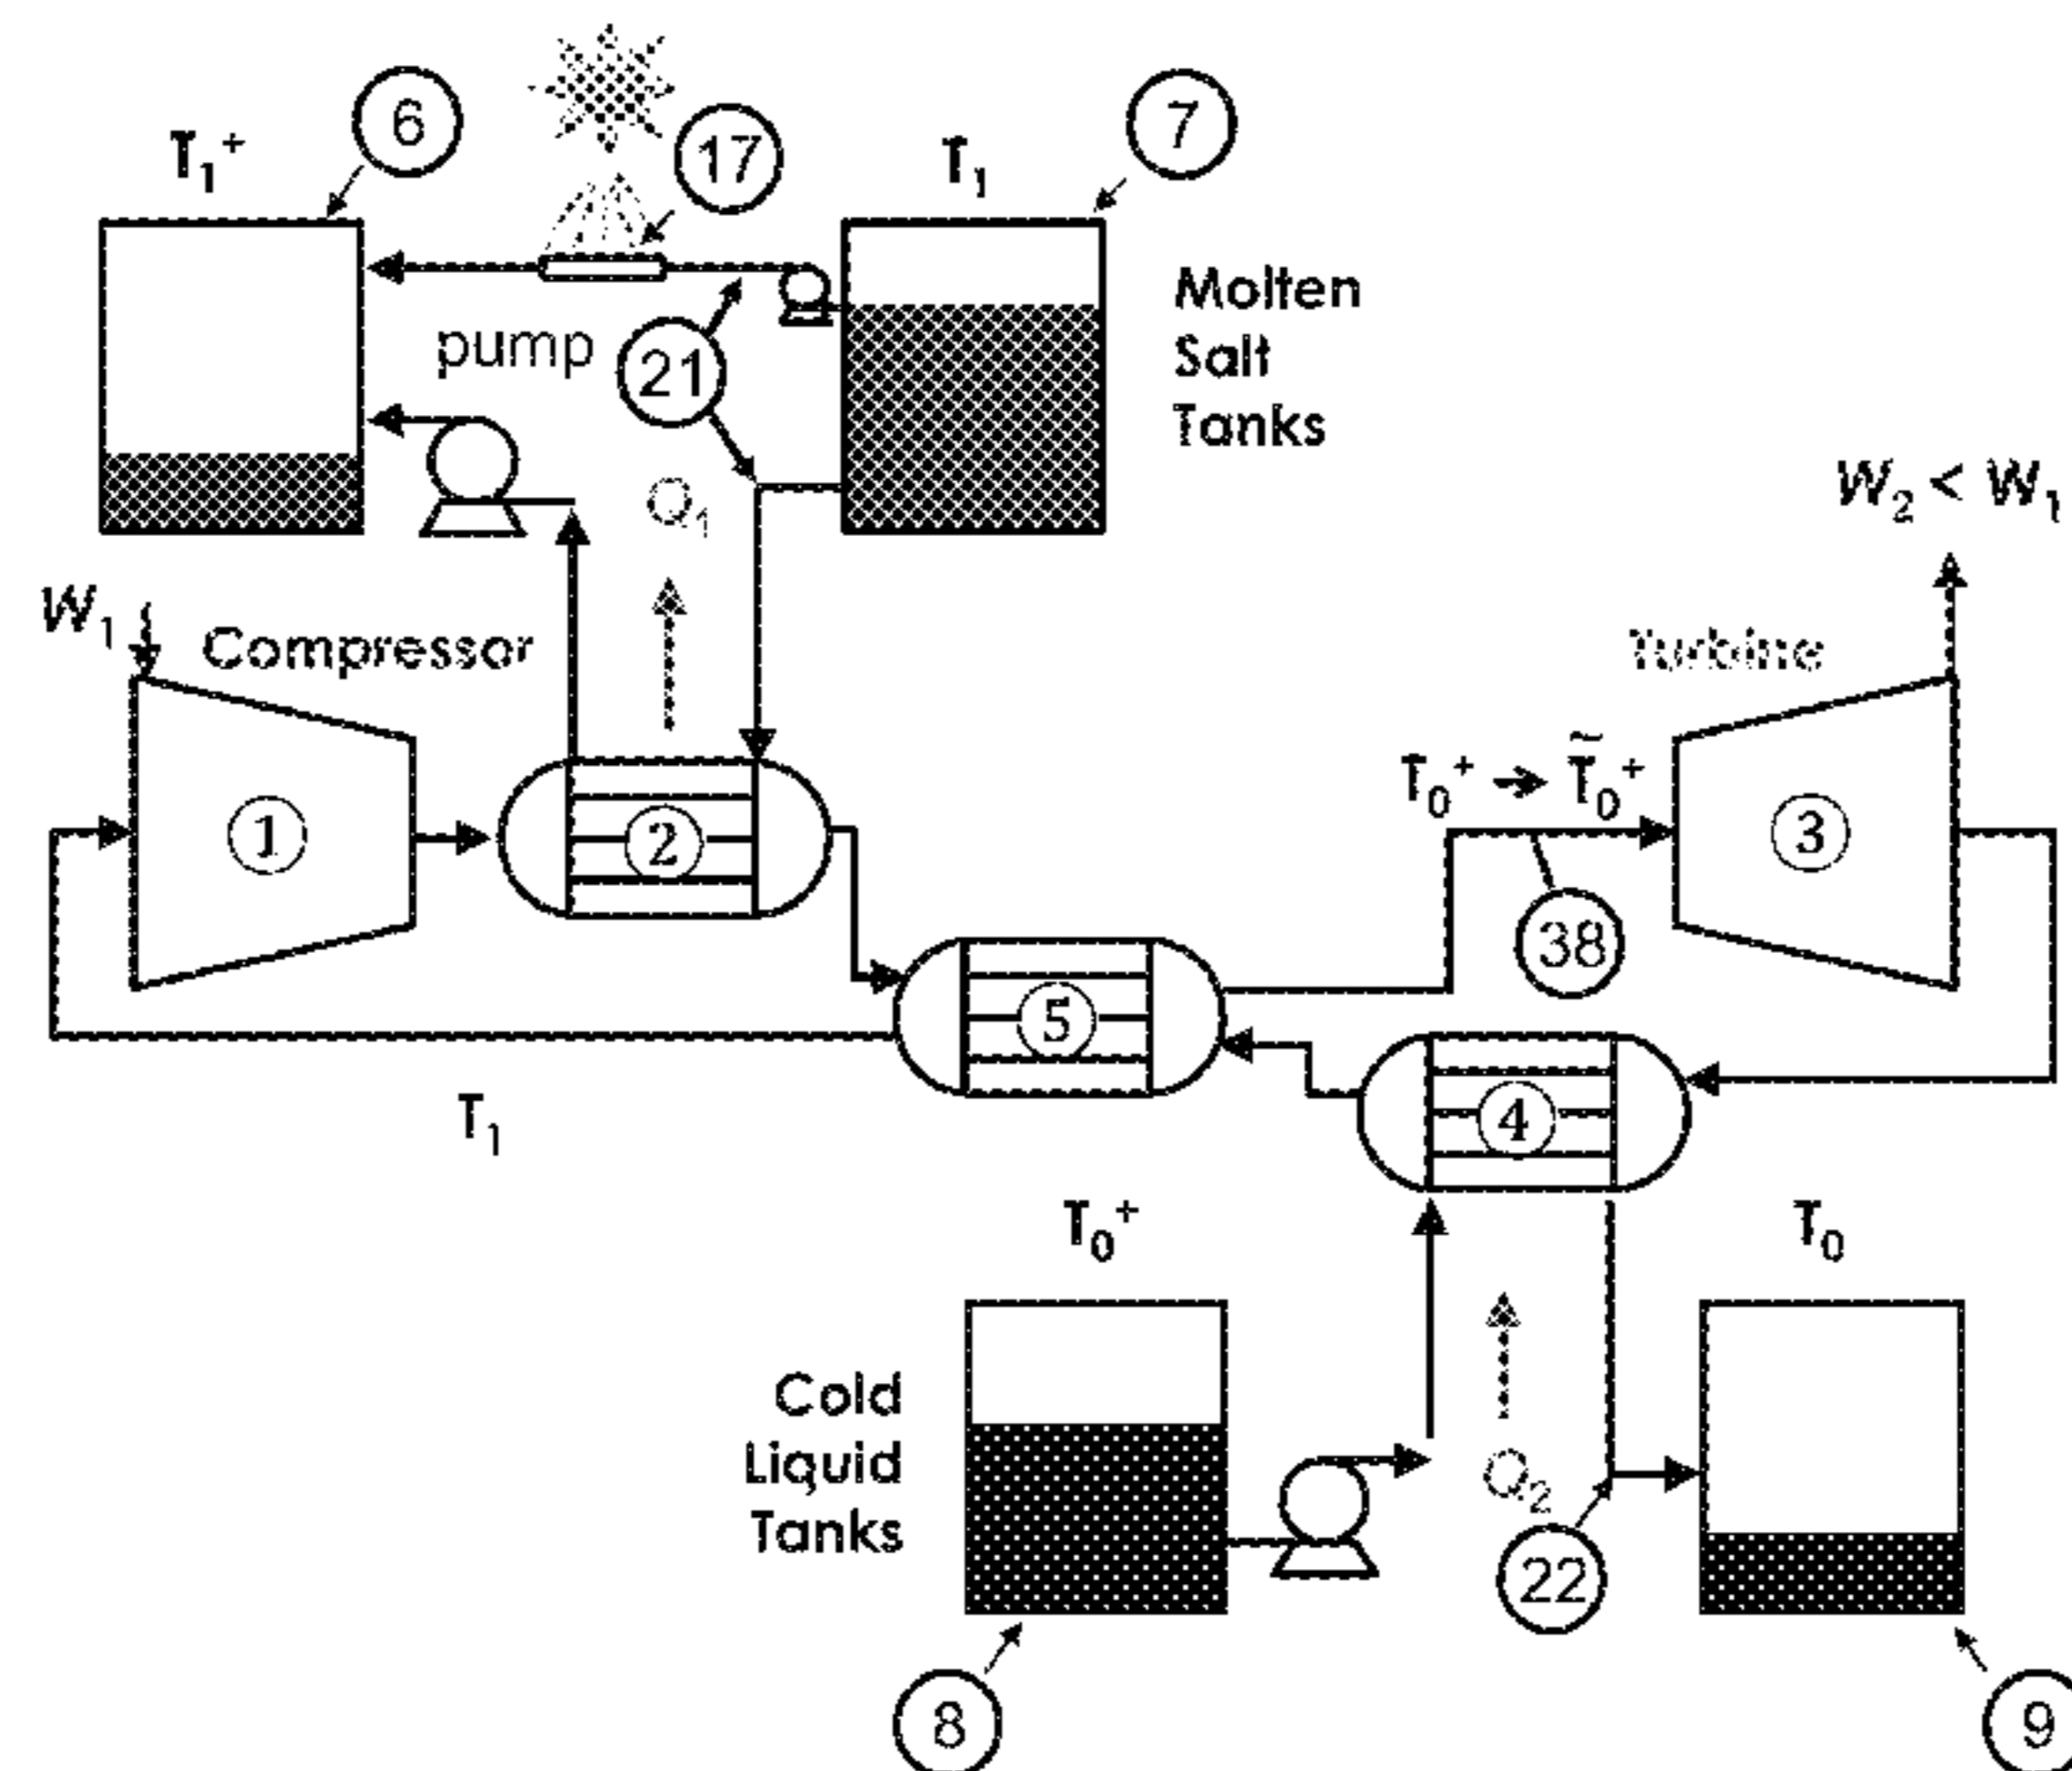 6
17
7
T₁⁺
T₁
Molten
Salt
Tanks
pump
21
Q₁
W₂ < W₁
W₁
Compressor
Turbine
T₀⁺ → T̃₀⁺
1
2
3
38
5
4
T₁
T₀⁺
T₀
Cold
Liquid
Tanks
Q₂
22
8
9